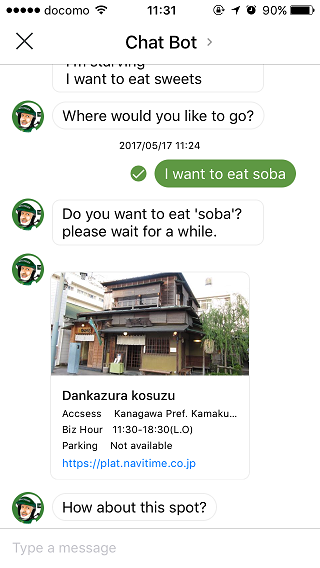 docomo
11:31
90%
Chat Bot
I'm starving
I want to eat sweets
Where would you like to go?
2017/05/17 11:24
I want to eat soba
Do you want to eat 'soba'?
please wait for a while.
Dankazura kosuzu
Accsess Kanagawa Pref. Kamaku...
Biz Hour 11:30-18:30(L.O)
Parking Not available
https://plat.navitime.co.jp
How about this spot?
Type a message